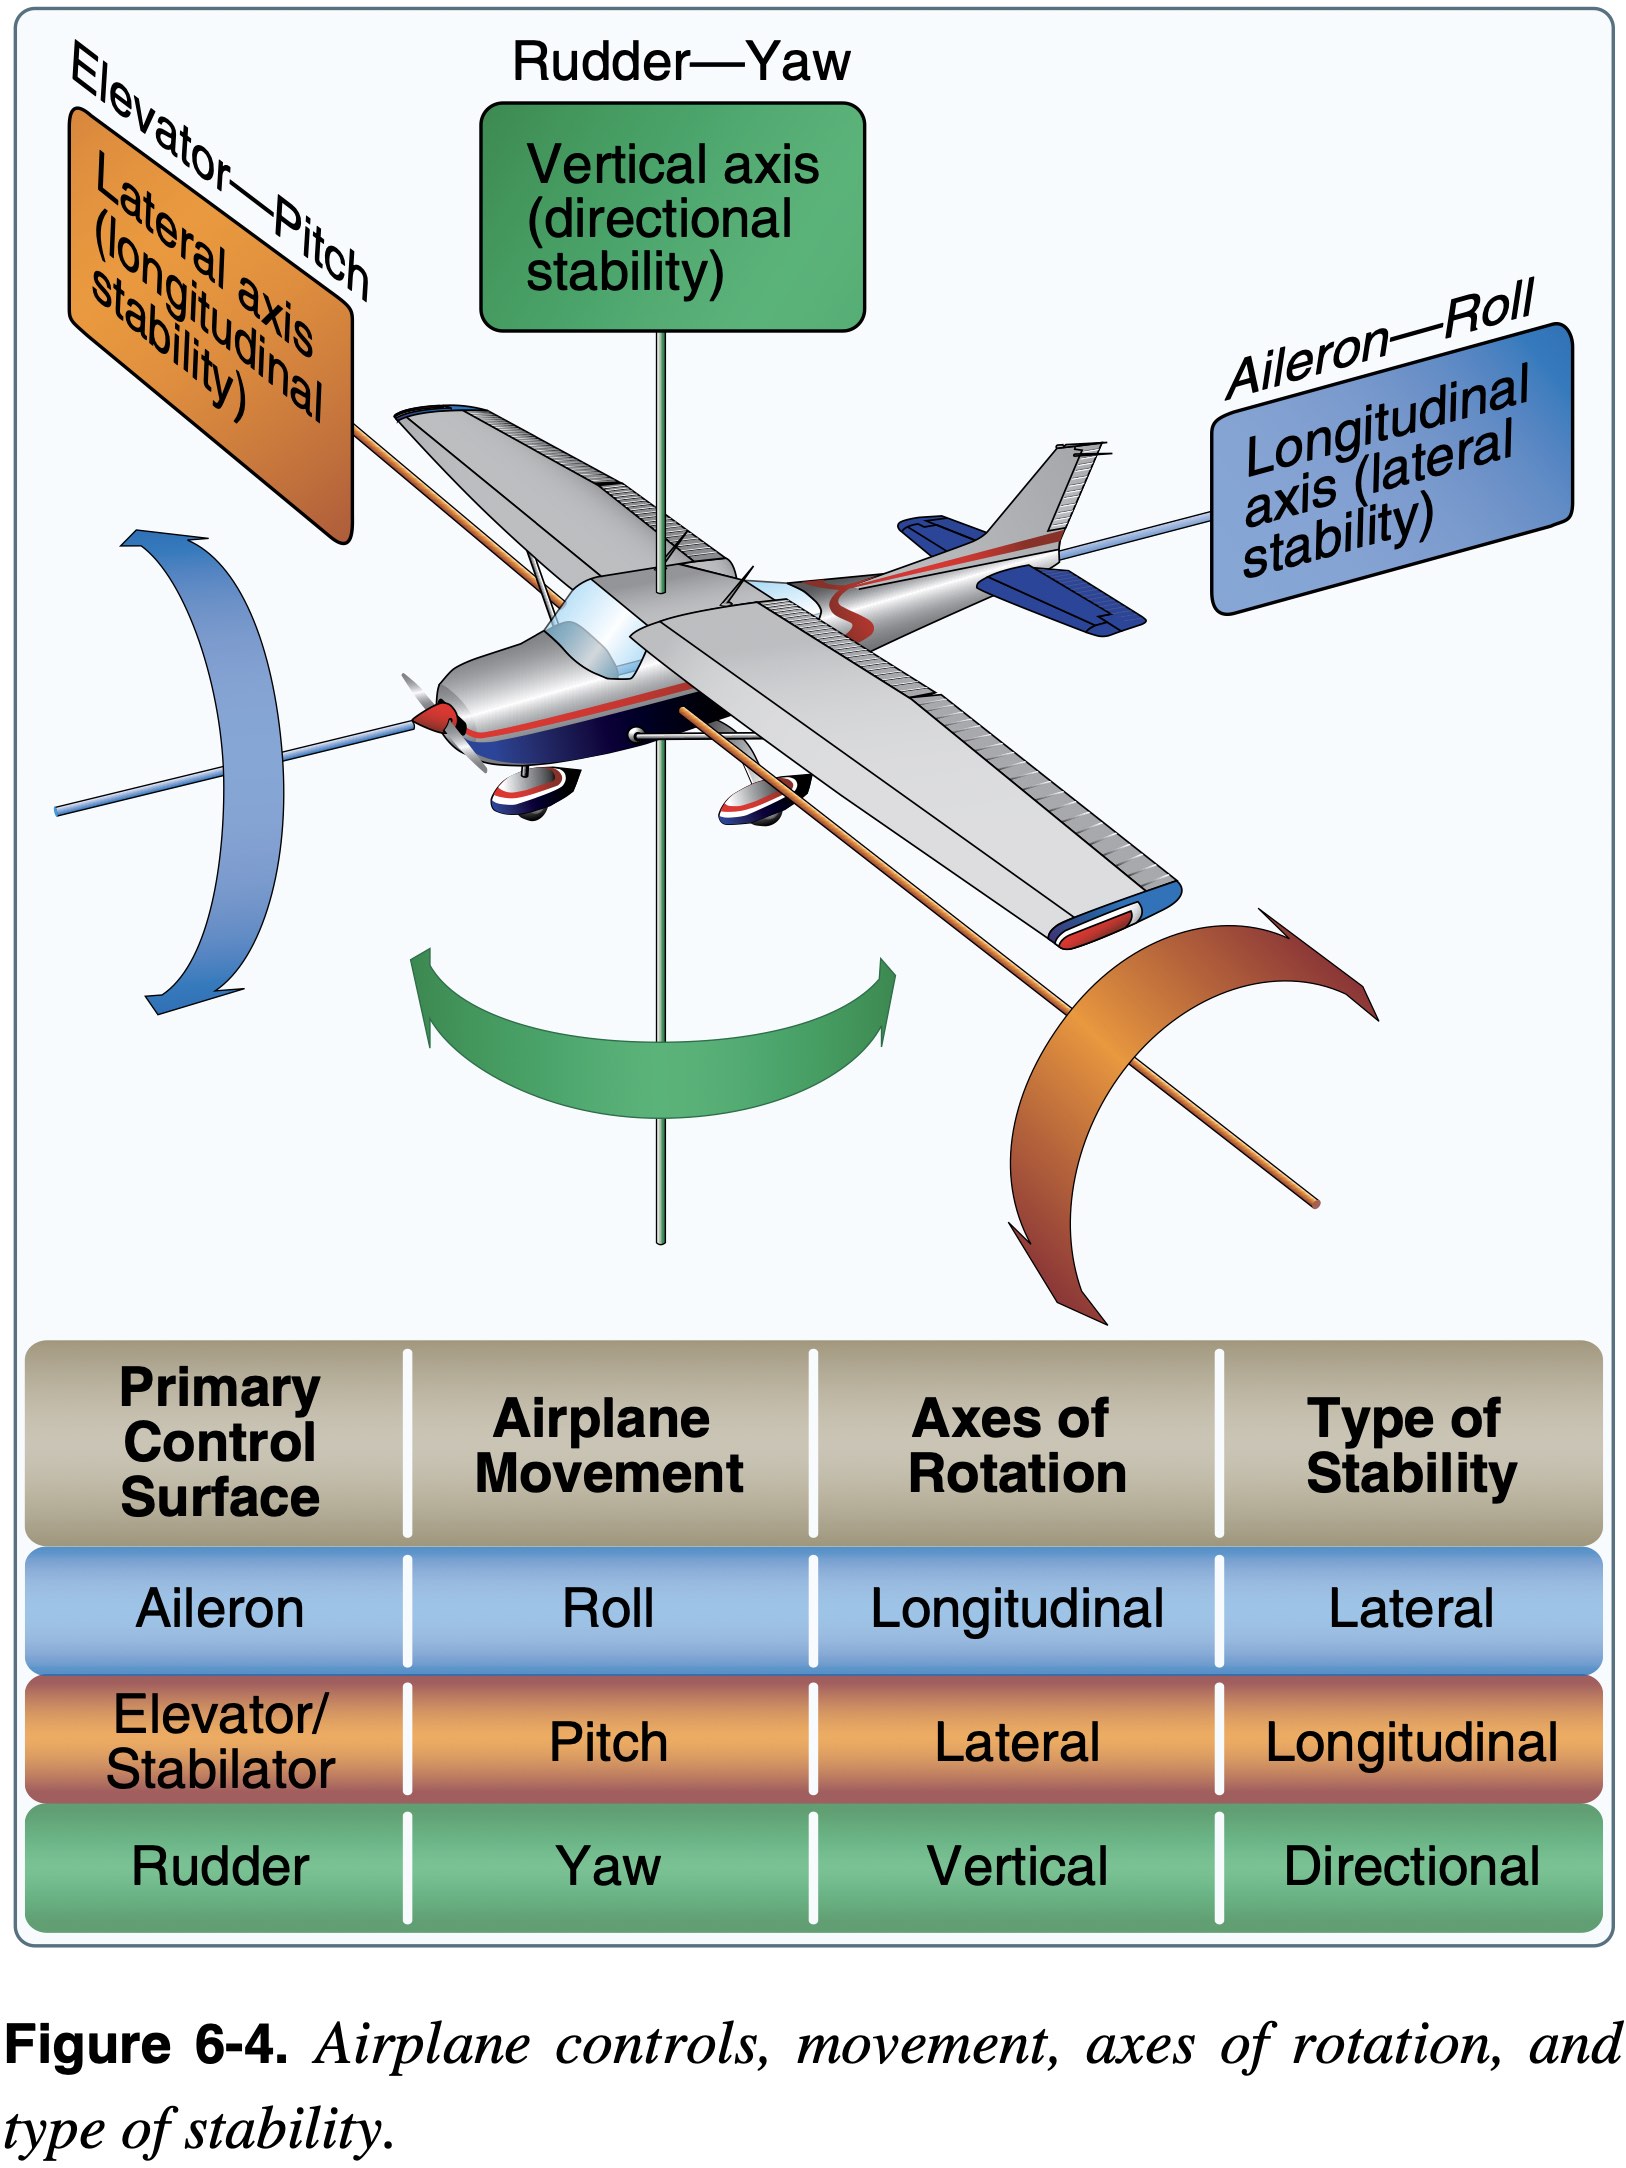 Elevator—Pitch
Lateral axis
(longitudinal
stability)
Rudder—Yaw
Vertical axis
(directional
stability)
Aileron—Roll
Longitudinal
axis (lateral
stability)
Primary
Control
Surface
Airplane
Movement
Axes of
Rotation
Type of
Stability
Aileron
Roll
Longitudinal
Lateral
Elevator/
Stabilator
Pitch
Lateral
Longitudinal
Rudder
Yaw
Vertical
Directional
Figure 6-4. Airplane controls, movement, axes of rotation, and
type of stability.